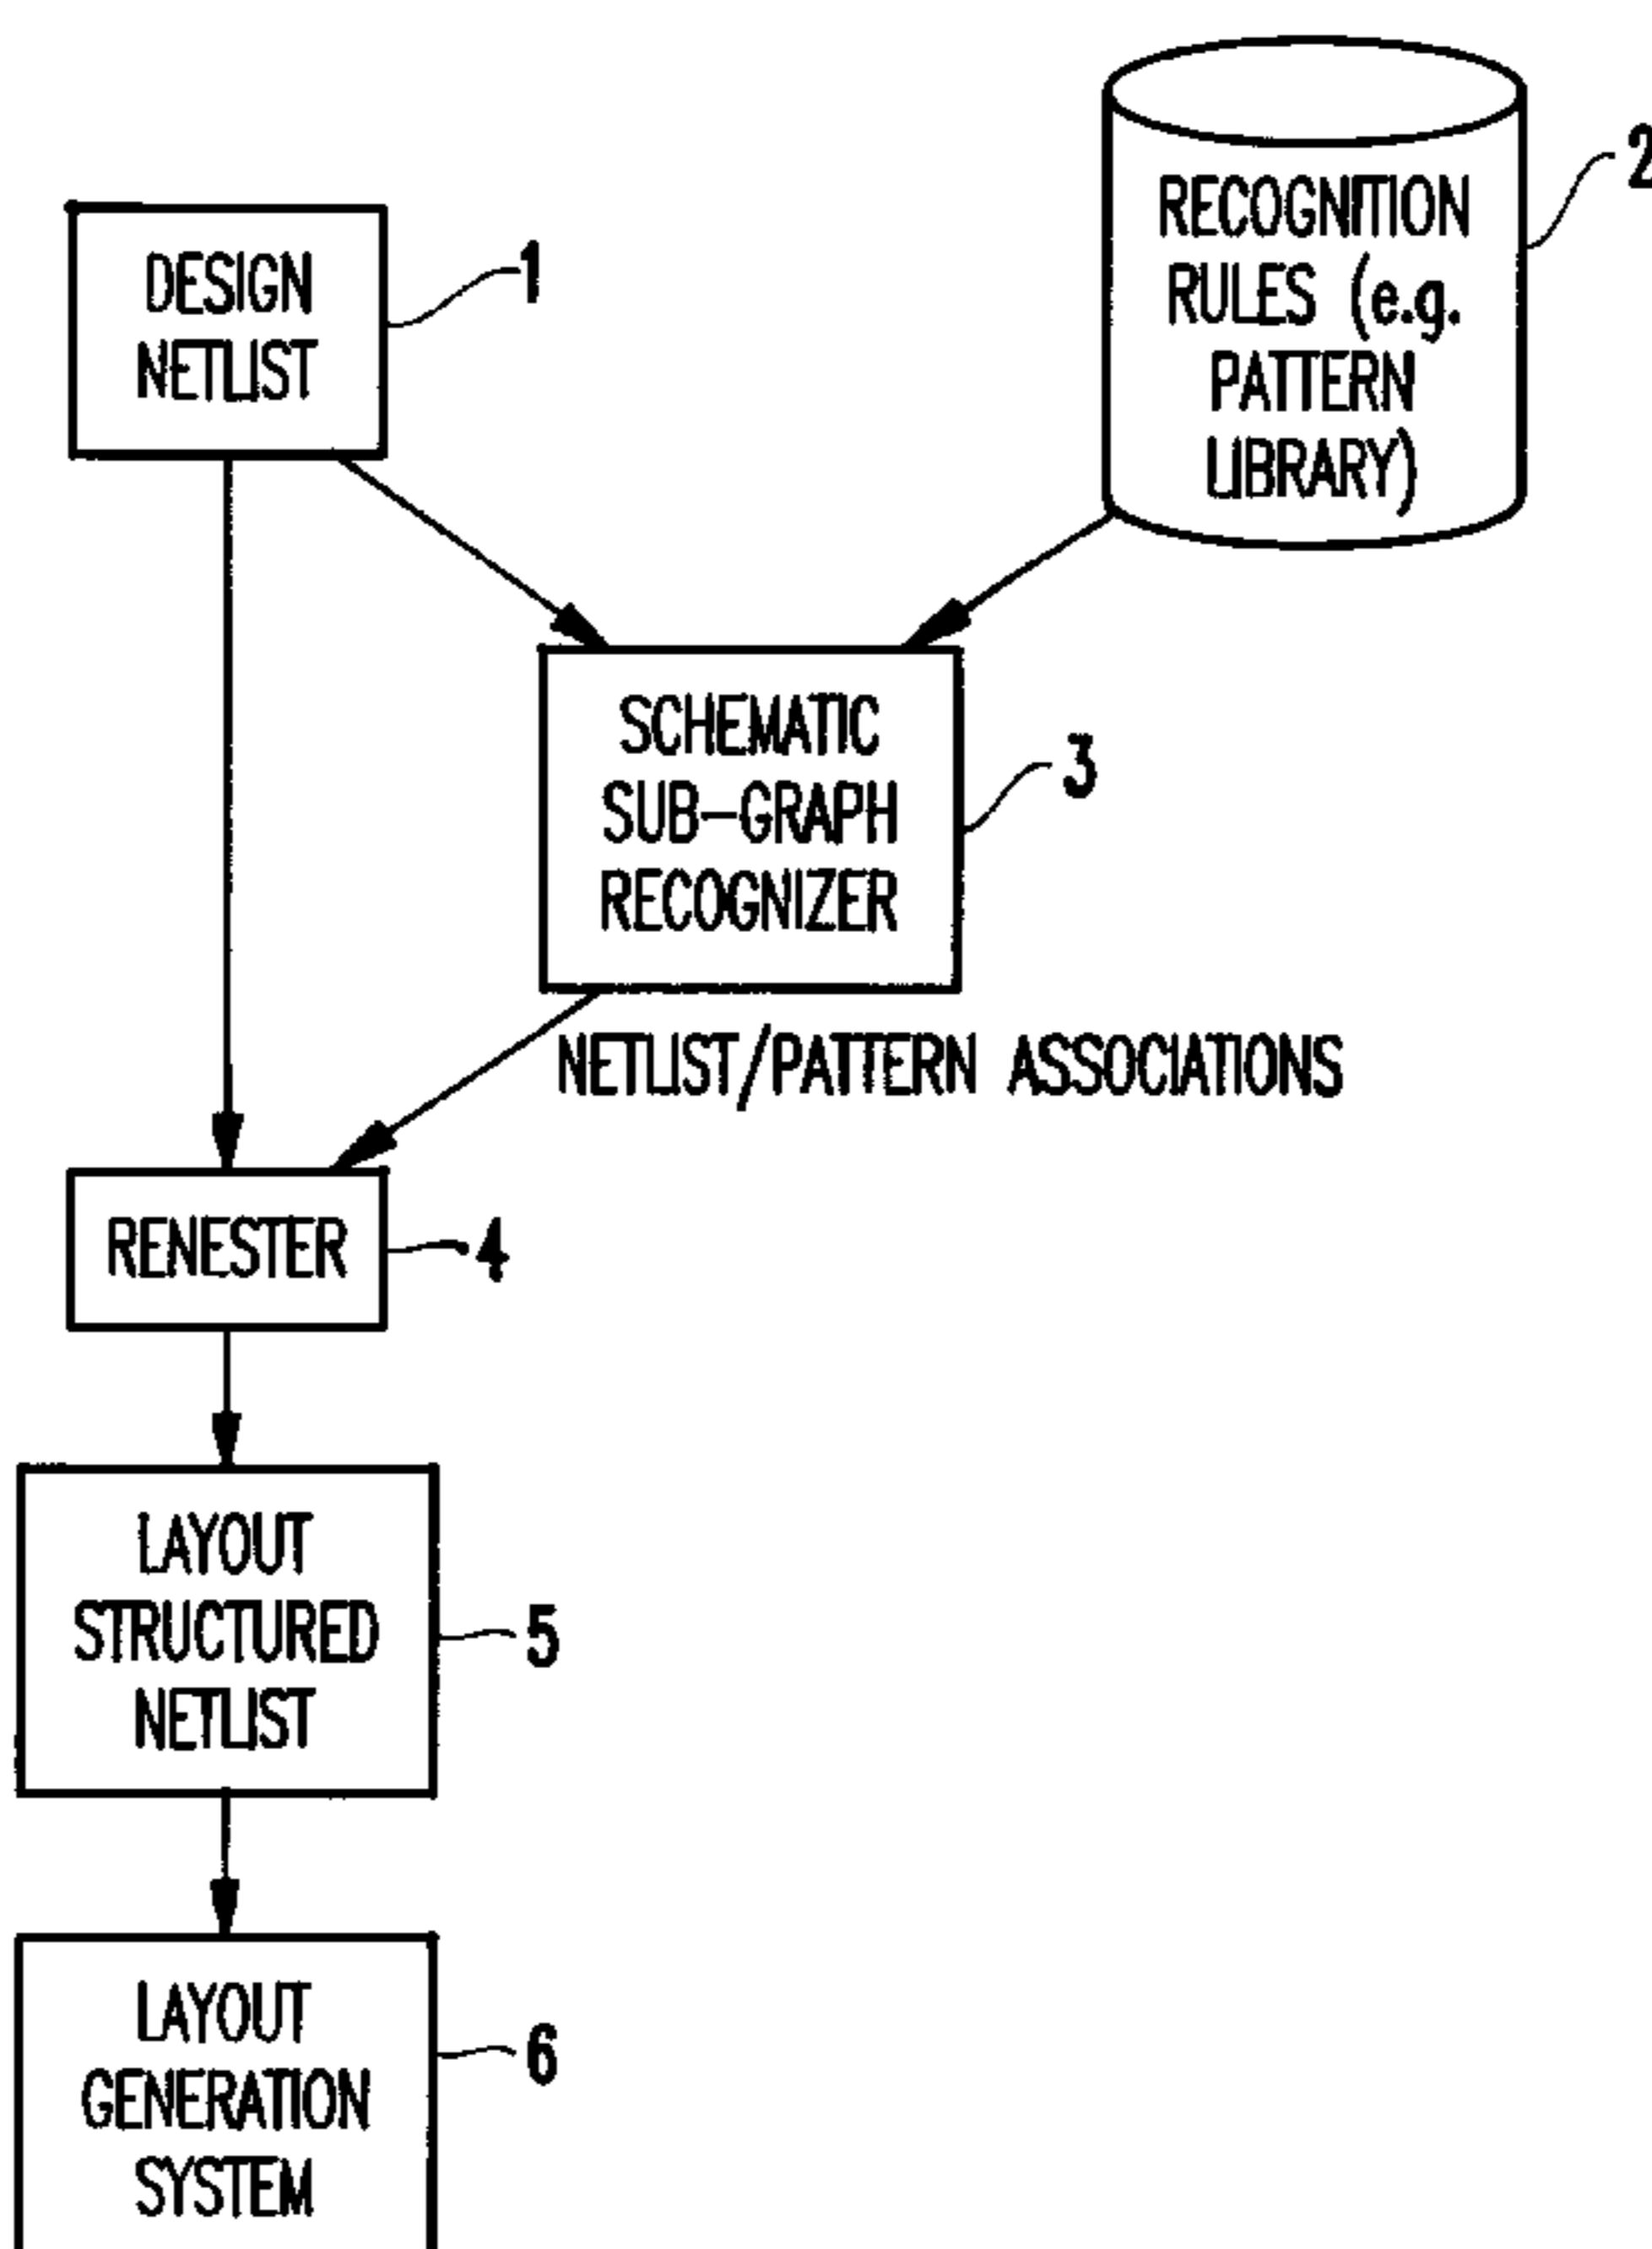 DESIGN
NETLIST
1
RECOGNITION
RULES (e.g.
PATTERN
LIBRARY)
2
SCHEMATIC
SUB-GRAPH
RECOGNIZER
3
NETLIST/PATTERN ASSOCIATIONS
RENESTER
4
LAYOUT
STRUCTURED
NETLIST
5
LAYOUT
GENERATION
SYSTEM
6